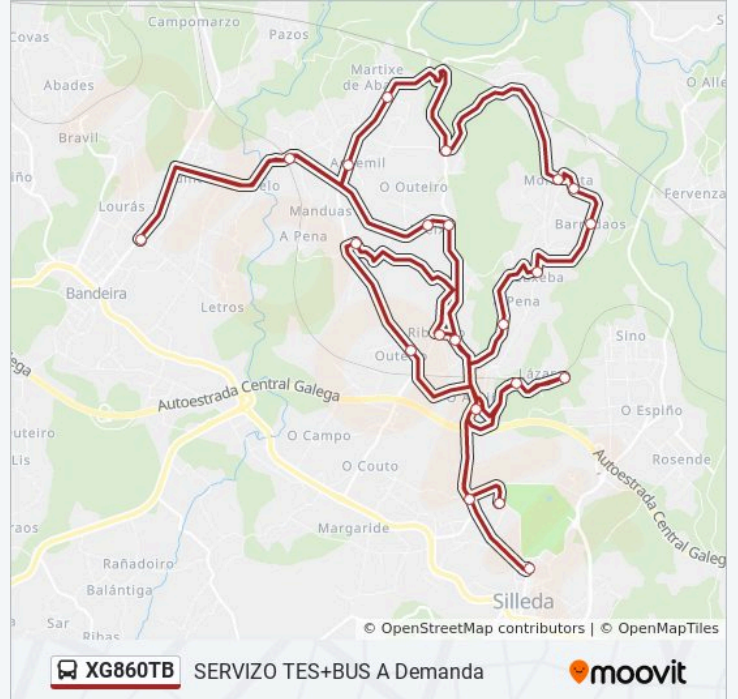 Campomarzo
Covas
Pazos
Martixe
de Aba
Abades
O Alle
Bravil
O Outeiro
Fervenza
Lourás
Manduas
A Pena
Bandeira
Letros
Pena
Sino
Autoestrada Central Galega
O Espiño
O Campo
O Couto
Rosende
Lis
Autoestrada Central Galeg
Margaride
Rañadoiro
Balántiga
Silleda
Sar
Ribas
© OpenStreetMap contributors | © OpenMapTiles
XG860TB SERVIZO TES+BUS A Demanda
moovit